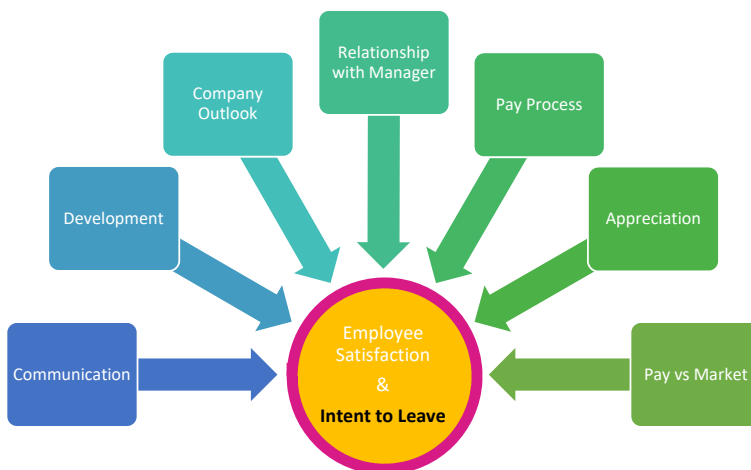 Relationship
with Manager
Company
Outlook
Pay Process
Development
Appreciation
Communication
Employee
Satisfaction
&
Intent to Leave
Pay vs Market